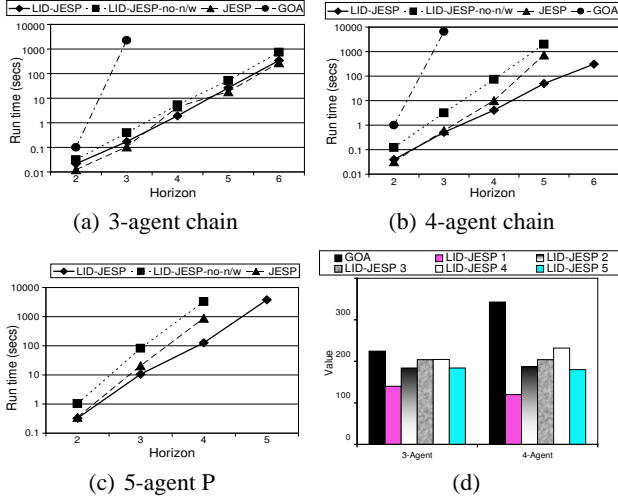 LID-JESP LID-JESP-no-n/w JESP GOA
Run time (secs)
10000
1000
100
10
1
0.1
0.01
2 3 4 5 6
Horizon
(a) 3-agent chain
LID-JESP LID-JESP-no-n/w JESP GOA
Run time (secs)
10000
1000
100
10
1
0.1
0.01
2 3 4 5 6
Horizon
(b) 4-agent chain
LID-JESP LID-JESP-no-n/w JESP
Run time (secs)
10000
1000
100
10
1
0.1
2 3 4 5
Horizon
(c) 5-agent P
GOA LID-JESP 1 LID-JESP 2
LID-JESP 3 LID-JESP 4 LID-JESP 5
Value
300
200
100
0
3-Agent 4-Agent
(d)